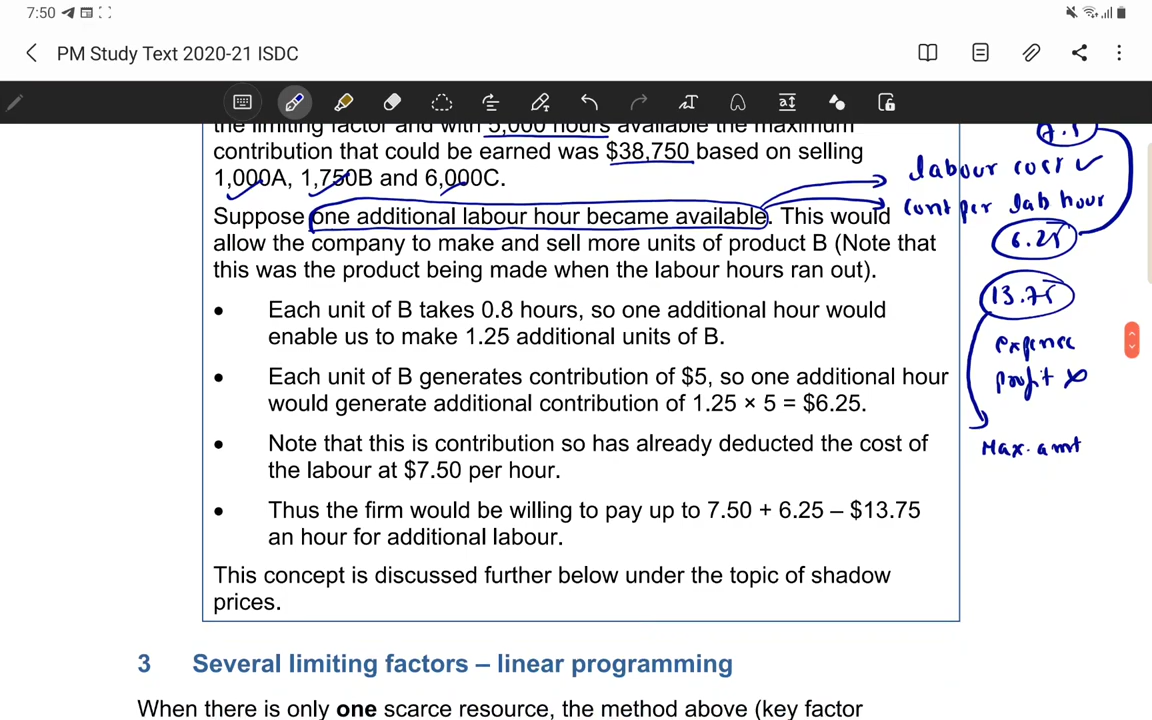 7:50
PM Study Text 2020-21 ISDC
the limiting factor and with 5,000 hours available the maximum
contribution that could be earned was $38,750 based on selling
1,000A, 1,750B and 6,000C.
Suppose one additional labour hour became available. This would
allow the company to make and sell more units of product B (Note that
this was the product being made when the labour hours ran out).
• Each unit of B takes 0.8 hours, so one additional hour would
enable us to make 1.25 additional units of B.
• Each unit of B generates contribution of $5, so one additional hour
would generate additional contribution of 1.25 × 5 = $6.25.
• Note that this is contribution so has already deducted the cost of
the labour at $7.50 per hour.
• Thus the firm would be willing to pay up to 7.50 + 6.25 – $13.75
an hour for additional labour.
This concept is discussed further below under the topic of shadow
prices.
labour cost
cont per lab hour
6.25
13.75
expense
profit
Max. amt
3 Several limiting factors – linear programming
When there is only one scarce resource, the method above (key factor